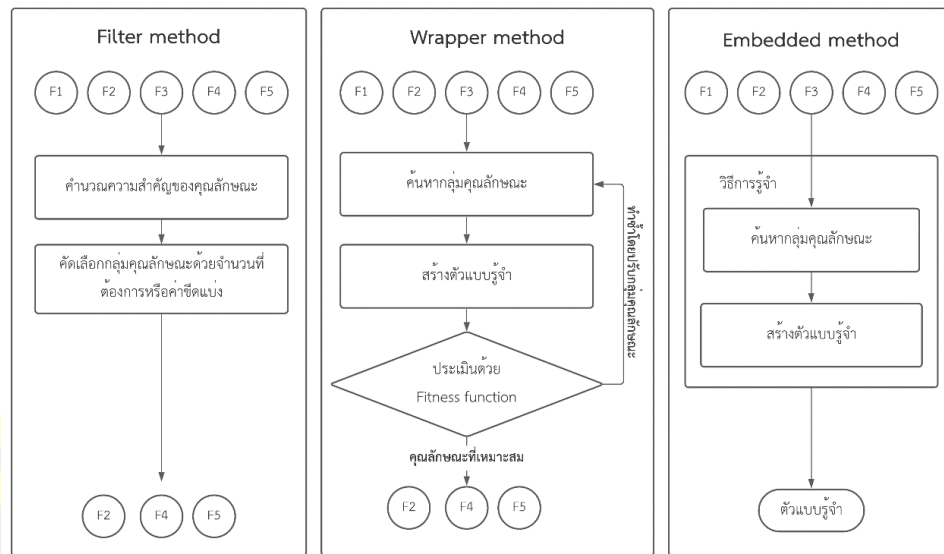 Filter method
F1
F2
F3
F4
F5
คำนวณความสำคัญของคุณลักษณะ
คัดเลือกกลุ่มคุณลักษณะด้วยจำนวนที่
ต้องการหรือค่าขีดแบ่ง
F2
F4
F5
Wrapper method
F1
F2
F3
F4
F5
ค้นหากลุ่มคุณลักษณะ
สร้างตัวแบบรู้จำ
ทำซ้ำโดยปรับกลุ่มคุณลักษณะ
ประเมินด้วย
Fitness function
คุณลักษณะที่เหมาะสม
F2
F4
F5
Embedded method
F1
F2
F3
F4
F5
วิธีการรู้จำ
ค้นหากลุ่มคุณลักษณะ
สร้างตัวแบบรู้จำ
ตัวแบบรู้จำ